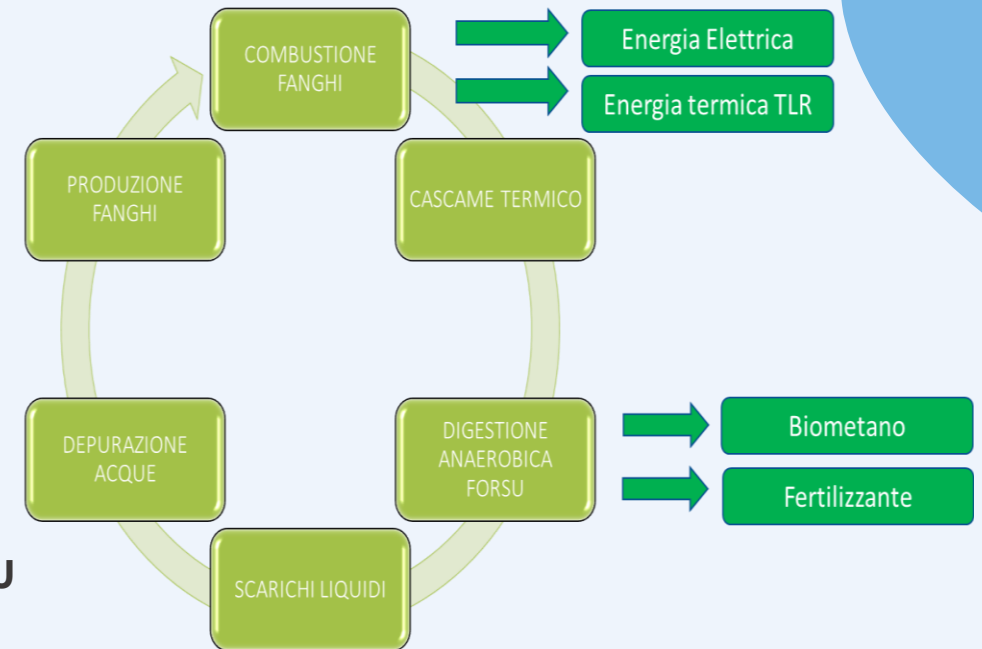 COMBUSTIONE
FANGHI
Energia Elettrica
Energia termica TLR
CASCAME TERMICO
DIGESTIONE
ANAEROBICA
FORSU
Biometano
Fertilizzante
SCARICHI LIQUIDI
DEPURAZIONE
ACQUE
PRODUZIONE
FANGHI
U